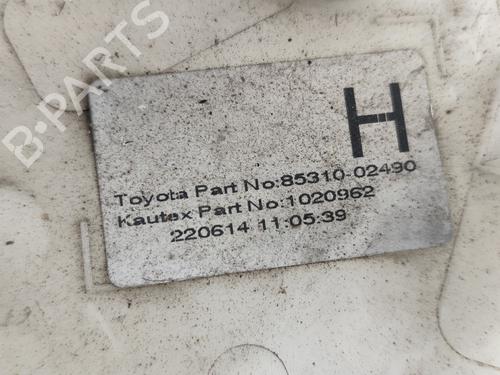 B-PARTS
H
Toyota Part No:85310-02490
Kautex Part No:1020962
220614 11:05:39